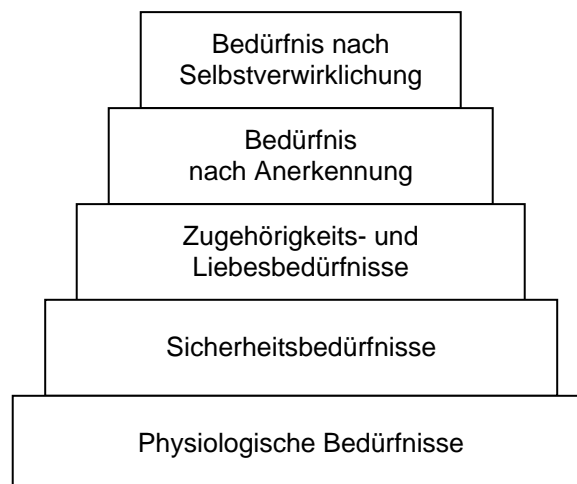 Bedürfnis nach
Selbstverwirklichung
Bedürfnis
nach Anerkennung
Zugehörigkeits- und
Liebesbedürfnisse
Sicherheitsbedürfnisse
Physiologische Bedürfnisse